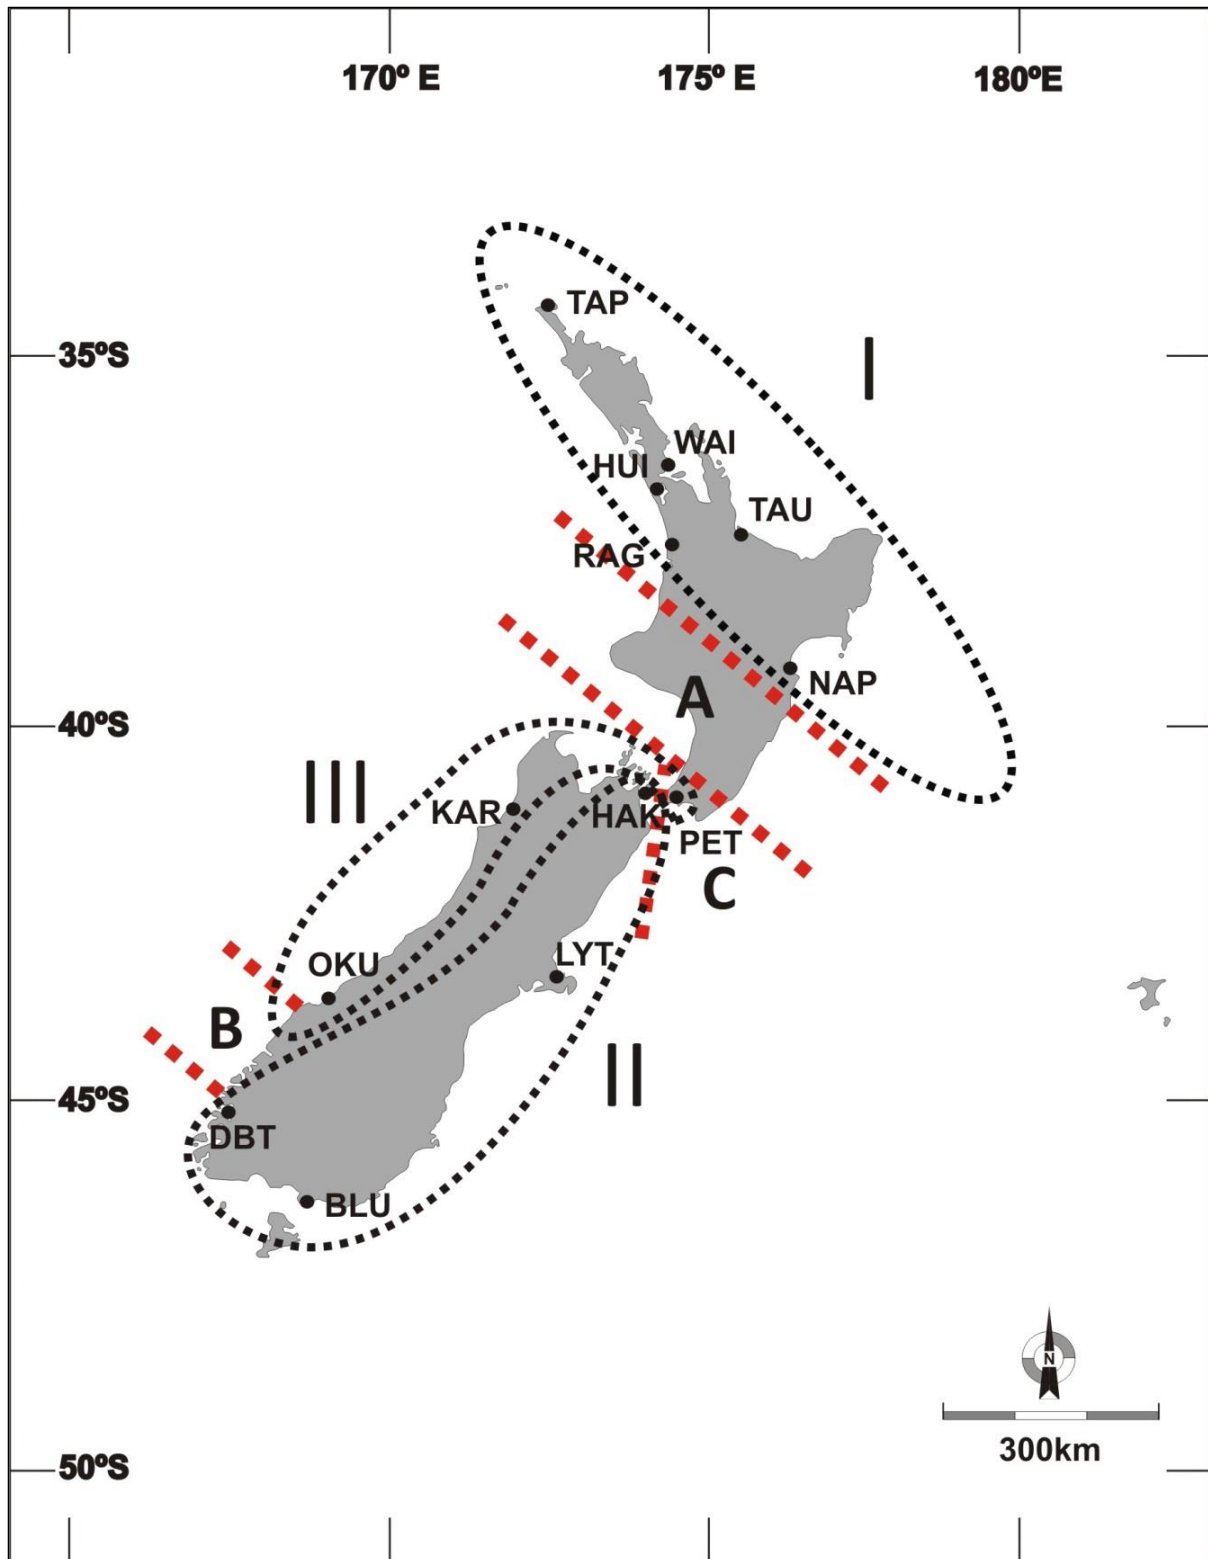 170º E
175º E
180ºE
TAP
35ºS
I
WAI
HUI
TAU
RAG
NAP
A
40ºS
III
KAR
HAK
PET
C
LYT
OKU
B
II
45ºS
DBT
BLU
N
300km
50ºS